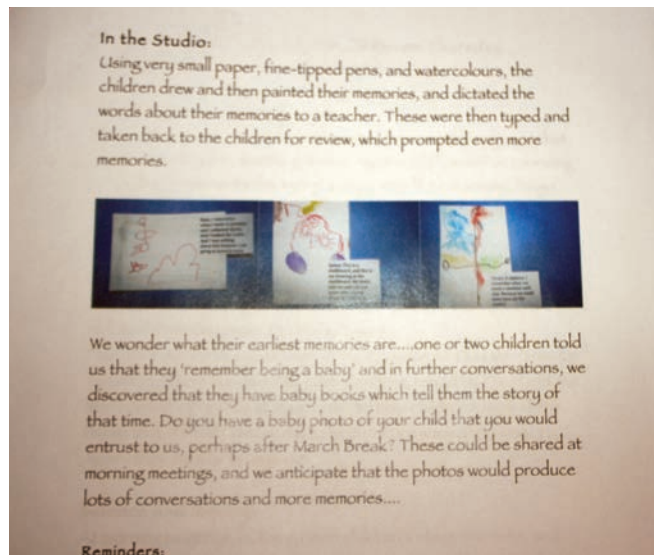 In the Studio:
Using very small paper, fine-tipped pens, and watercolours, the
children drew and then painted their memories, and dictated the
words about their memories to a teacher. These were then typed and
taken back to the children for review, which prompted even more
memories.
We wonder what their earliest memories are....one or two children told
us that they 'remember being a baby' and in further conversations, we
discovered that they have baby books which tell them the story of
that time. Do you have a baby photo of your child that you would
entrust to us, perhaps after March Break? These could be shared at
morning meetings, and we anticipate that the photos would produce
lots of conversations and more memories....
Reminders: